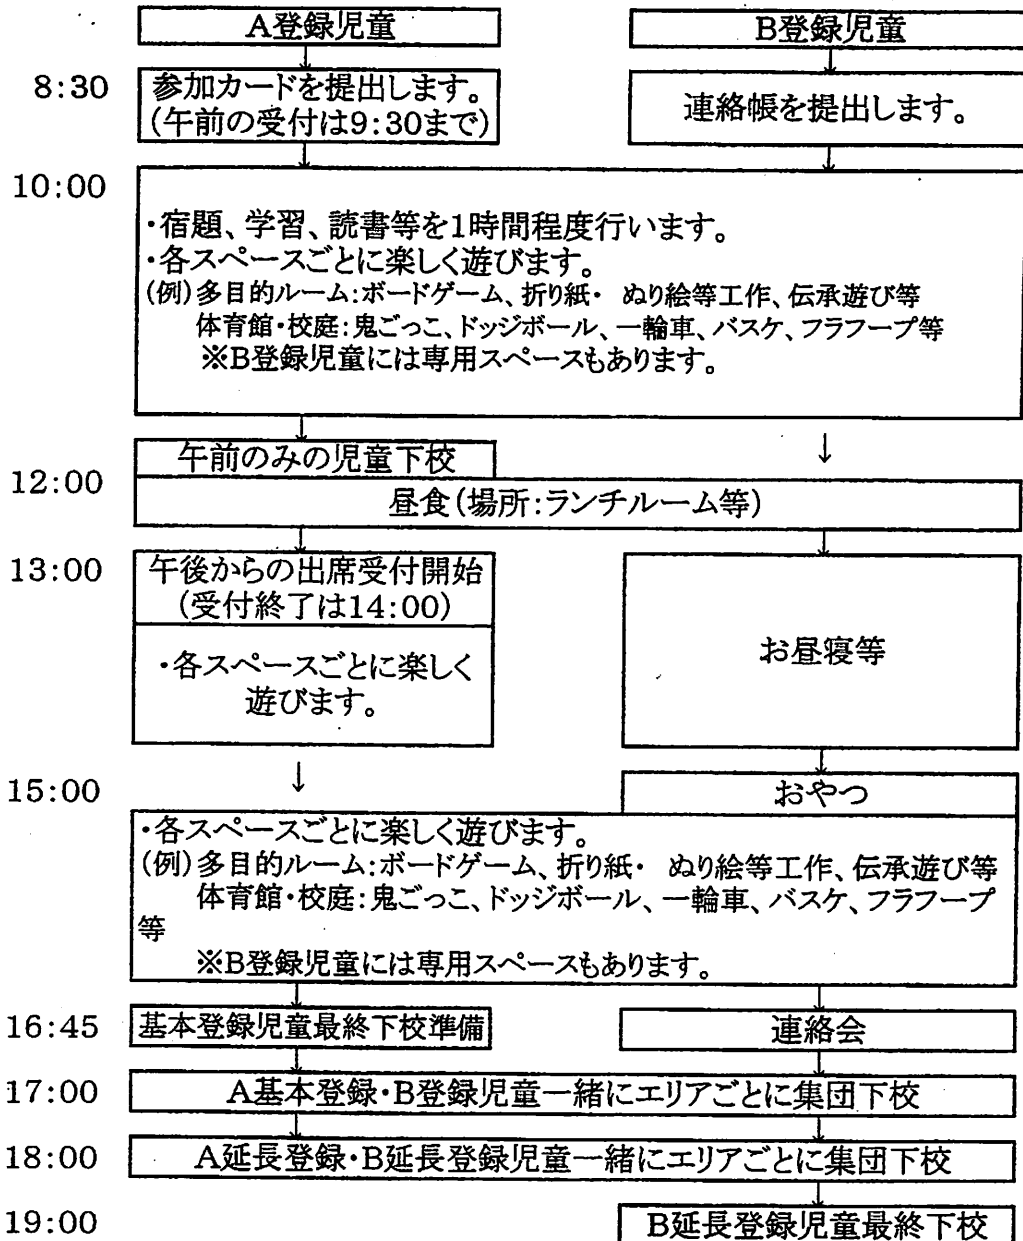 A登録児童
B登録児童
8:30
参加カードを提出します。
(午前の受付は9:30まで)
連絡帳を提出します。
10:00
・宿題、学習、読書等を1時間程度行います。
・各スペースごとに楽しく遊びます。
(例)多目的ルーム:ボードゲーム、折り紙・ ぬり絵等工作、伝承遊び等
体育館・校庭:鬼ごっこ、ドッジボール、一輪車、バスケ、フラフープ等
※B登録児童には専用スペースもあります。
午前のみの児童下校
12:00
昼食(場所:ランチルーム等)
13:00
午後からの出席受付開始
(受付終了は14:00)
・各スペースごとに楽しく
遊びます。
お昼寝等
15:00
おやつ
・各スペースごとに楽しく遊びます。
(例)多目的ルーム:ボードゲーム、折り紙・ ぬり絵等工作、伝承遊び等
体育館・校庭:鬼ごっこ、ドッジボール、一輪車、バスケ、フラフープ
等
※B登録児童には専用スペースもあります。
16:45
基本登録児童最終下校準備
連絡会
17:00
A基本登録・B登録児童一緒にエリアごとに集団下校
18:00
A延長登録・B延長登録児童一緒にエリアごとに集団下校
19:00
B延長登録児童最終下校